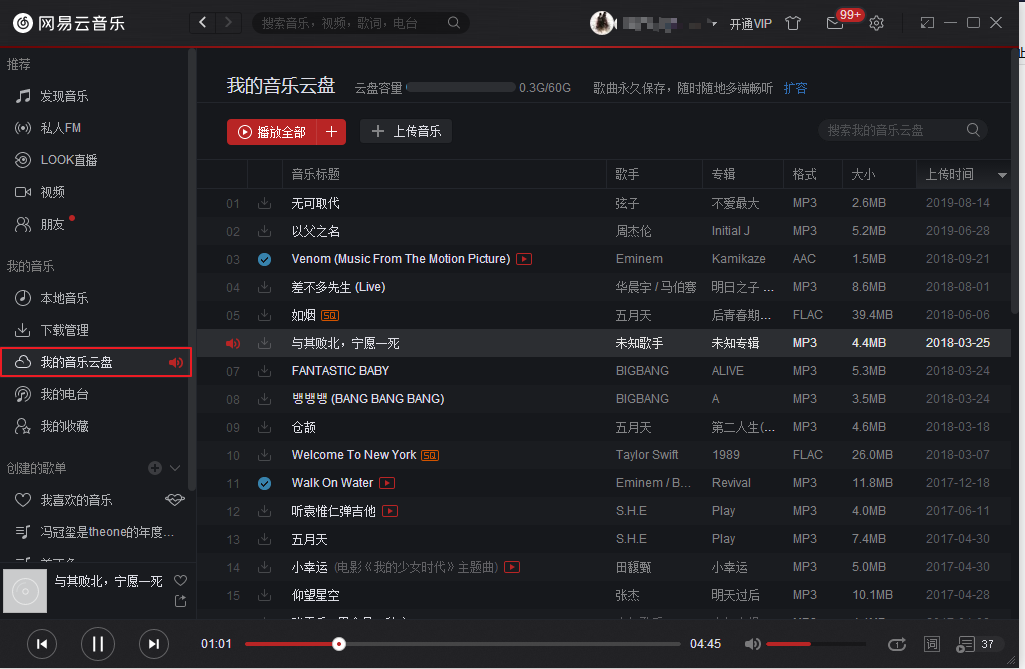 网易云音乐
搜索音乐，视频，歌词，电台
开通VIP
99+
推荐
发现音乐
私人FM
LOOK直播
视频
朋友
我的音乐
本地音乐
下载管理
我的音乐云盘
我的电台
我的收藏
创建的歌单
我喜欢的音乐
冯冠玺是theone的年度...
与其败北，宁愿一死
我的音乐云盘 云盘容量 0.3G/60G 歌曲永久保存，随时随地多端畅听 扩容
播放全部 上传音乐 搜索我的音乐云盘
音乐标题 歌手 专辑 格式 大小 上传时间
01 无可取代 弦子 不爱最大 MP3 2.6MB 2019-08-14
02 以父之名 周杰伦 Initial J MP3 5.2MB 2019-06-28
03 Venom (Music From The Motion Picture) Eminem Kamikaze AAC 1.5MB 2018-09-21
04 差不多先生 (Live) 华晨宇 / 马伯骞 明日之子 ... MP3 8.6MB 2018-08-01
05 如烟 SQ 五月天 后青春期... FLAC 39.4MB 2018-06-06
与其败北，宁愿一死 未知歌手 未知专辑 MP3 4.4MB 2018-03-25
07 FANTASTIC BABY BIGBANG ALIVE MP3 5.3MB 2018-03-24
08 뱅뱅뱅 (BANG BANG BANG) BIGBANG A MP3 3.5MB 2018-03-24
09 仓颉 五月天 第二人生(... MP3 4.6MB 2018-03-18
10 Welcome To New York SQ Taylor Swift 1989 FLAC 26.0MB 2018-03-07
11 Walk On Water Eminem / B... Revival MP3 11.8MB 2017-12-18
12 听袁惟仁弹吉他 S.H.E Play MP3 4.0MB 2017-06-11
13 五月天 S.H.E Play MP3 7.4MB 2017-04-30
14 小幸运 (电影《我的少女时代》主题曲) 田馥甄 小幸运 MP3 5.0MB 2017-04-30
15 仰望星空 张杰 明天过后 MP3 10.1MB 2017-04-28
01:01 04:45 1 词 37